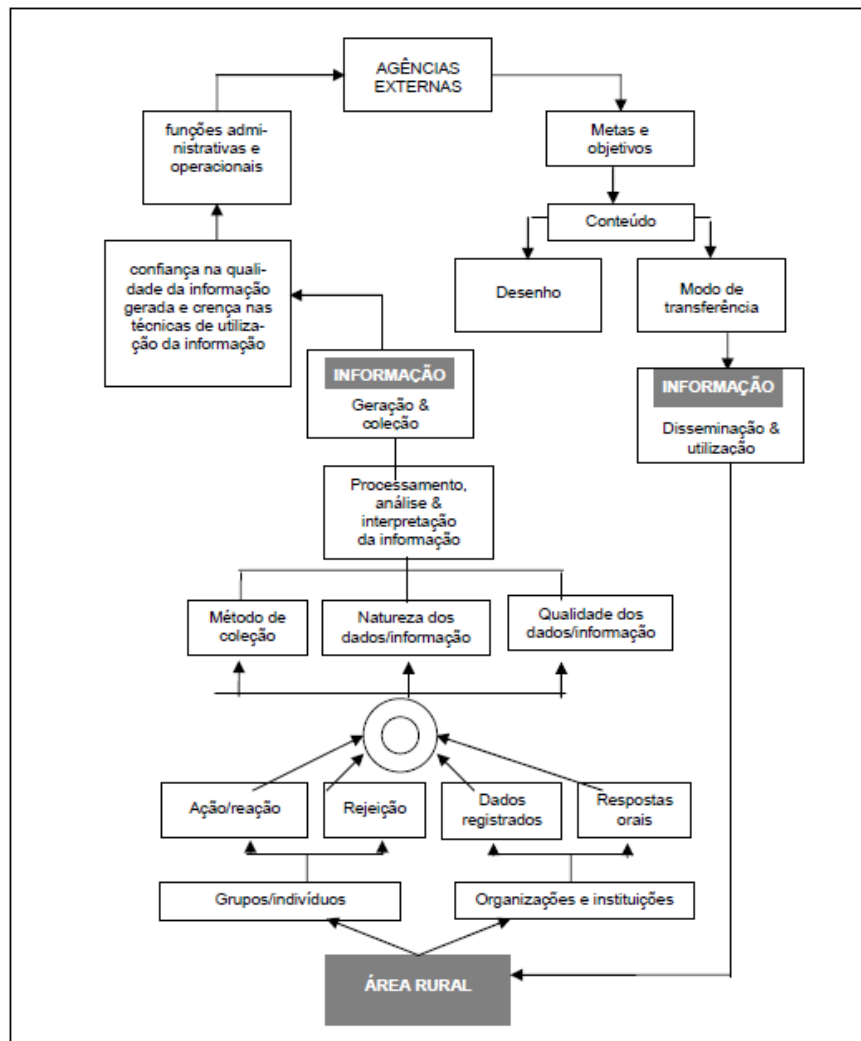 AGÊNCIAS
EXTERNAS
funções admi-
nistrativas e
operacionais
Metas e
objetivos
Conteúdo
confiança na quali-
dade da informação
gerada e crença nas
técnicas de utiliza-
ção da informação
Desenho
Modo de
transferência
INFORMAÇÃO
Geração &
coleção
INFORMAÇÃO
Disseminação &
utilização
Processamento,
análise &
interpretação
da informação
Método de
coleção
Natureza dos
dados/informação
Qualidade dos
dados/informação
Ação/reação
Rejeição
Dados
registrados
Respostas
orais
Grupos/indivíduos
Organizações e instituições
ÁREA RURAL